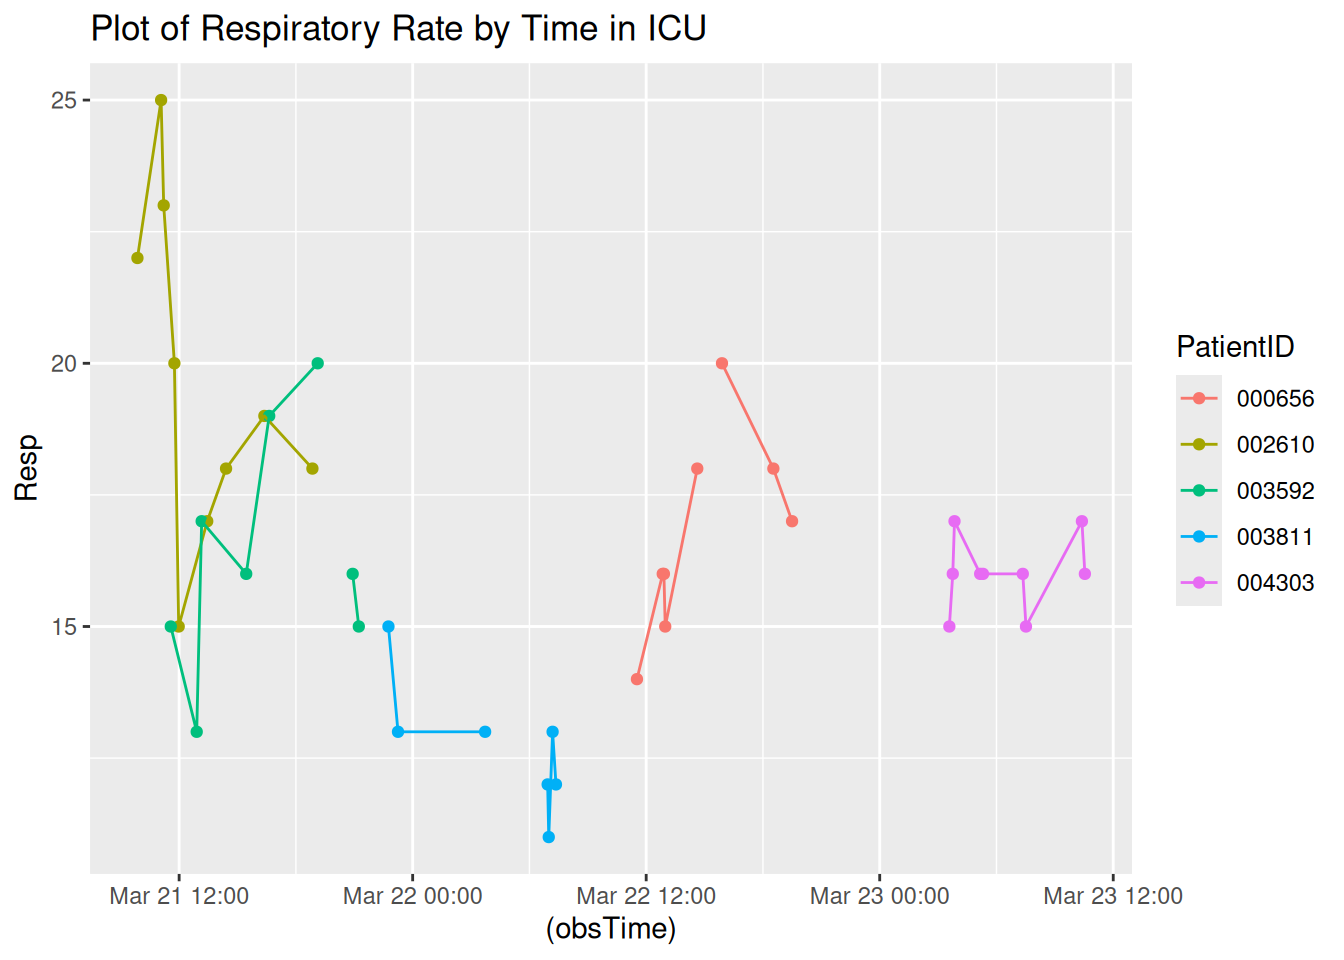 Plot of Respiratory Rate by Time in ICU
25
20
15
Resp
Mar 21 12:00
Mar 22 00:00
Mar 22 12:00
Mar 23 00:00
Mar 23 12:00
(obsTime)
PatientID
000656
002610
003592
003811
004303